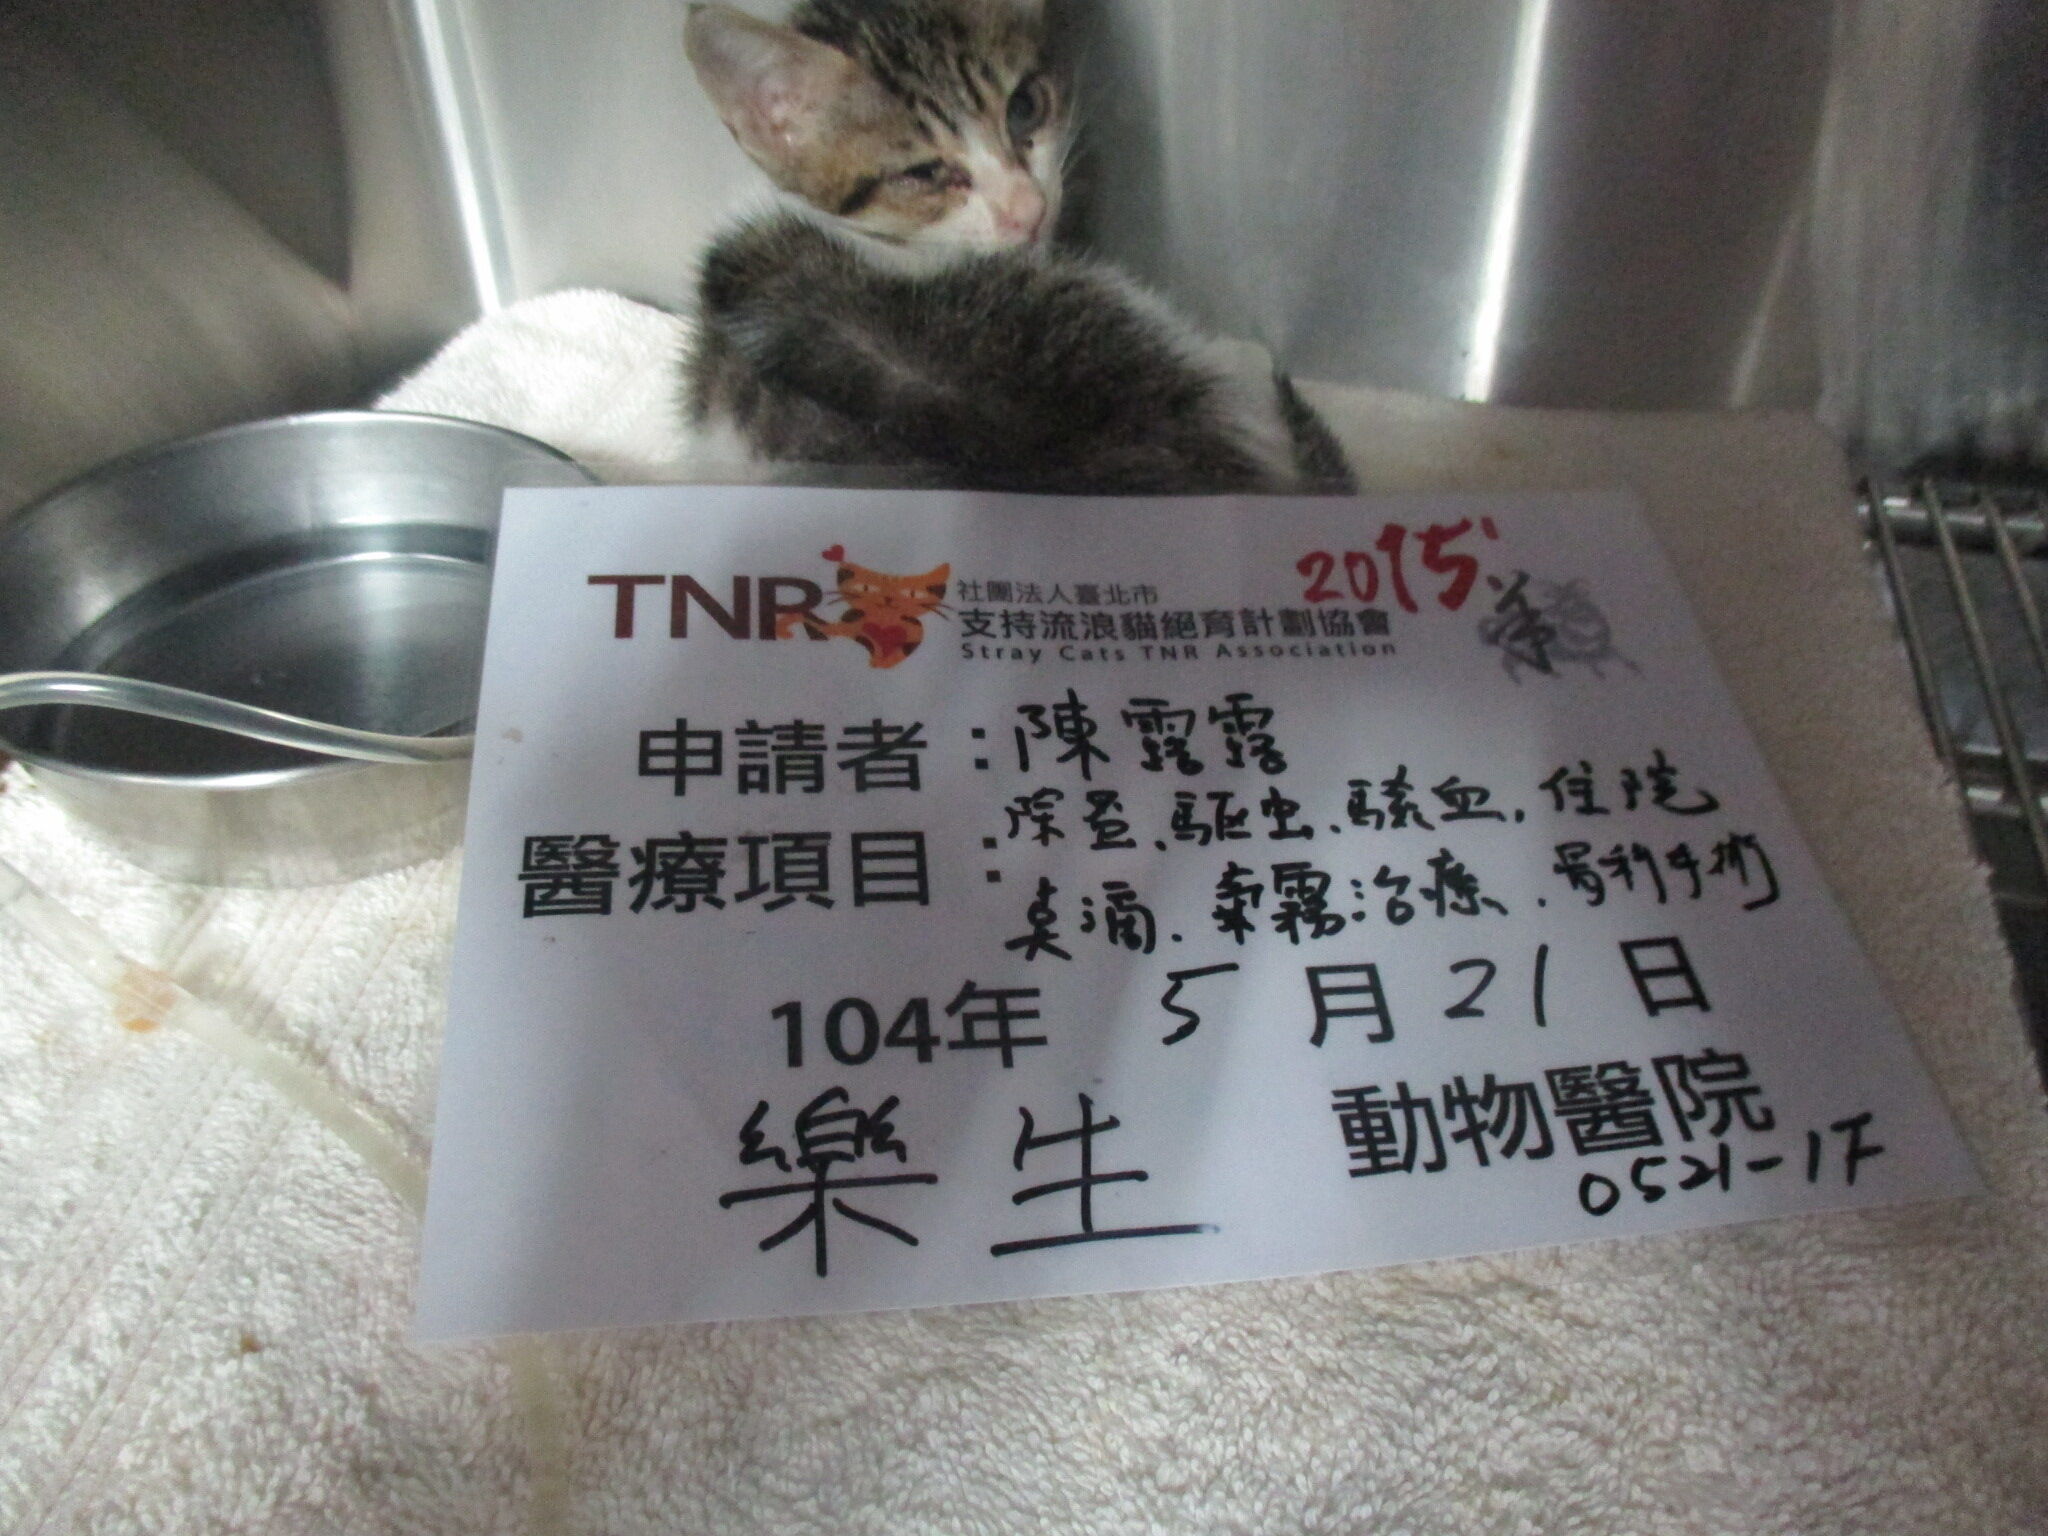 TNR
社團法人臺北市
支持流浪貓絕育計劃協會
Stray Cats TNR Association
2015'
申請者：陳露露
醫療項目：除蚤、驅虫、驗血、住院
点滴、氣霧治療、骨科手術
104年 5 月 21 日
樂生 動物醫院
0521-1F